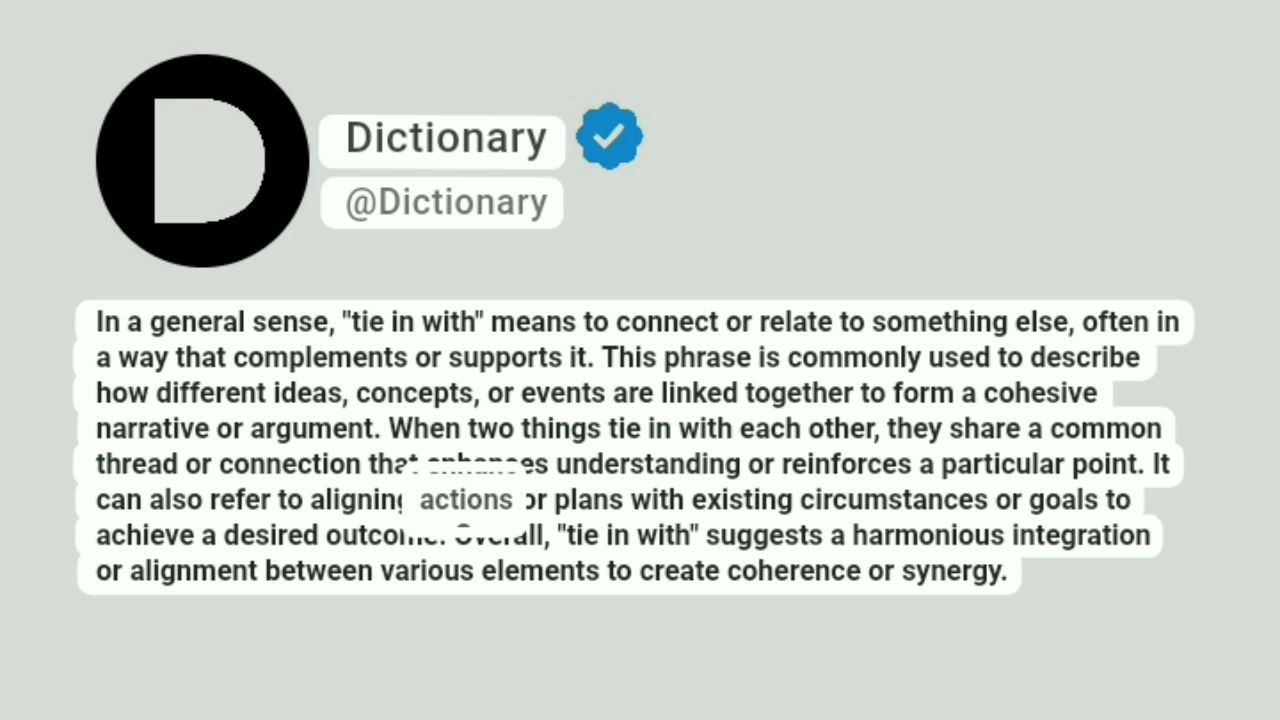 D
Dictionary
@Dictionary
In a general sense, "tie in with" means to connect or relate to something else, often in
a way that complements or supports it. This phrase is commonly used to describe
how different ideas, concepts, or events are linked together to form a cohesive
narrative or argument. When two things tie in with each other, they share a common
thread or connection that enhances understanding or reinforces a particular point. It
can also refer to aligning actions or plans with existing circumstances or goals to
achieve a desired outcome. Overall, "tie in with" suggests a harmonious integration
or alignment between various elements to create coherence or synergy.